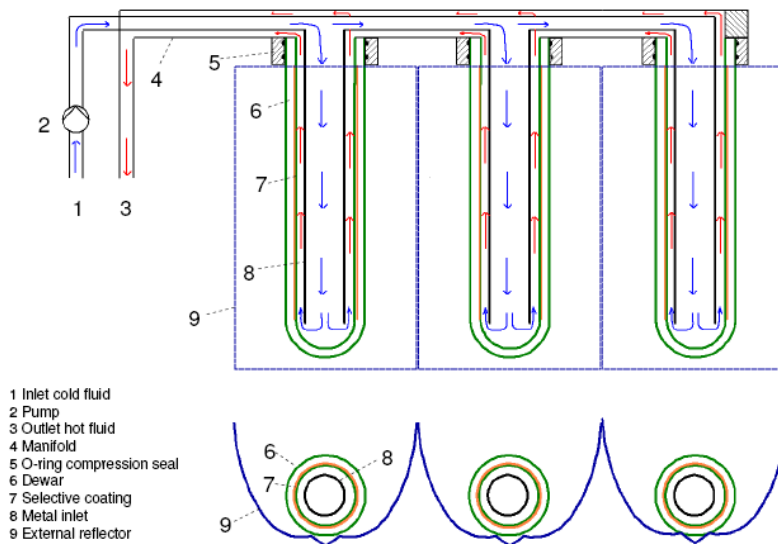 5
4
6
2
7
1
3
8
9
1 Inlet cold fluid
2 Pump
3 Outlet hot fluid
4 Manifold
5 O-ring compression seal
6 Dewar
7 Selective coating
8 Metal inlet
9 External reflector
6
8
7
9